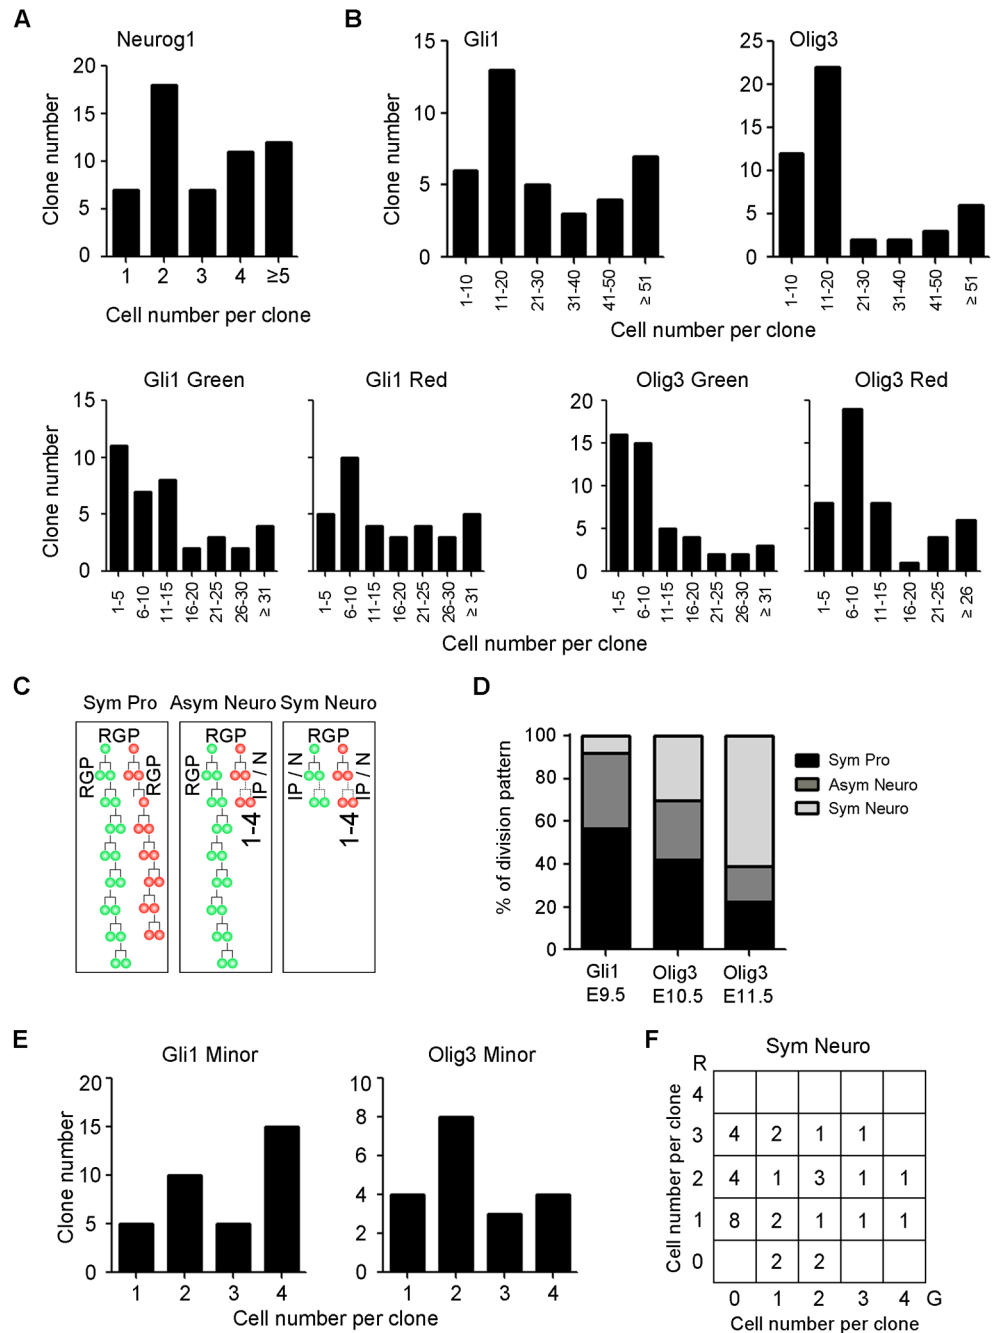 A
Neurog1
Clone number
20
15
10
5
0
1 2 3 4 ≥5
Cell number per clone
B
Gli1
Clone number
15
10
5
0
1-10 11-20 21-30 31-40 41-50 ≥ 51
Olig3
25
20
15
10
5
0
1-10 11-20 21-30 31-40 41-50 ≥ 51
Cell number per clone
Gli1 Green
Clone number
15
10
5
0
1-5 6-10 11-15 16-20 21-25 26-30 ≥ 31
Gli1 Red
1-5 6-10 11-15 16-20 21-25 26-30 ≥ 31
Olig3 Green
20
15
10
5
0
1-5 6-10 11-15 16-20 21-25 26-30 ≥ 31
Olig3 Red
1-5 6-10 11-15 16-20 21-25 ≥ 26
Cell number per clone
C
Sym Pro
RGP
RGP
RGP
Asym Neuro
RGP
RGP
IP / N
1-4
Sym Neuro
RGP
IP / N
IP / N
1-4
D
% of division pattern
100
80
60
40
20
0
Gli1
E9.5
Olig3
E10.5
Olig3
E11.5
Sym Pro
Asym Neuro
Sym Neuro
E
Gli1 Minor
Clone number
20
15
10
5
0
1 2 3 4
Olig3 Minor
10
8
6
4
2
0
1 2 3 4
Cell number per clone
F
Sym Neuro
R
Cell number per clone
4
3 4 2 1 1
2 4 1 3 1 1
1 8 2 1 1 1
0 2 2
0 1 2 3 4 G
Cell number per clone